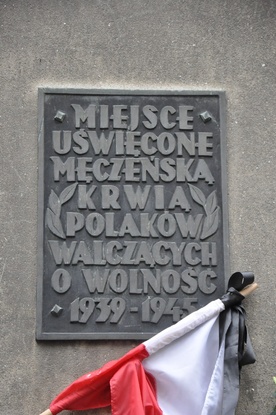 MIEJSCE
UŚWIĘCONE
MĘCZEŃSKĄ
KRWIĄ
POLAKÓW
WALCZĄCYCH
O WOLNOŚĆ
1939-1945